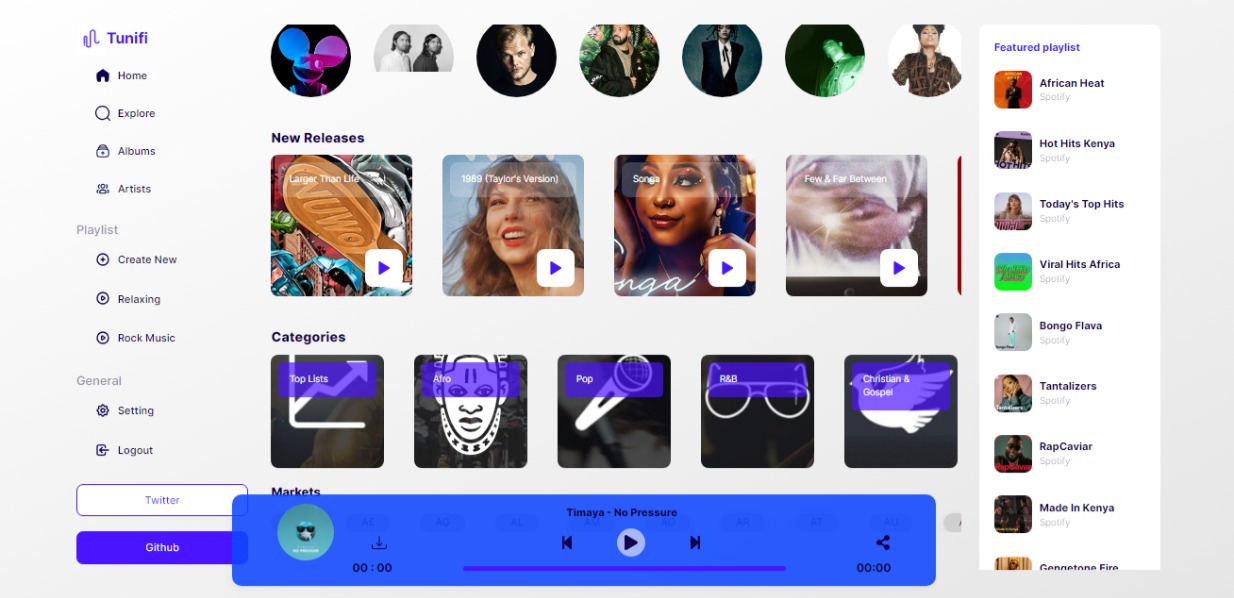 Tunifi
Home
Explore
Albums
Artists
Playlist
Create New
Relaxing
Rock Music
General
Setting
Logout
Twitter
Github
New Releases
Larger Than Life
1989 (Taylor's Version)
Songa
Few & Far Between
Categories
Top Lists
Afro
Pop
R&B
Christian &
Gospel
Markets
AE
AG
AL
AM
AO
AR
AT
AU
Timaya - No Pressure
NO PRESSURE
00 : 00
00:00
Featured playlist
African Heat
Spotify
Hot Hits Kenya
Spotify
Today's Top Hits
Spotify
Viral Hits Africa
Spotify
Bongo Flava
Spotify
Tantalizers
Spotify
RapCaviar
Spotify
Made In Kenya
Spotify
Gengetone Fire